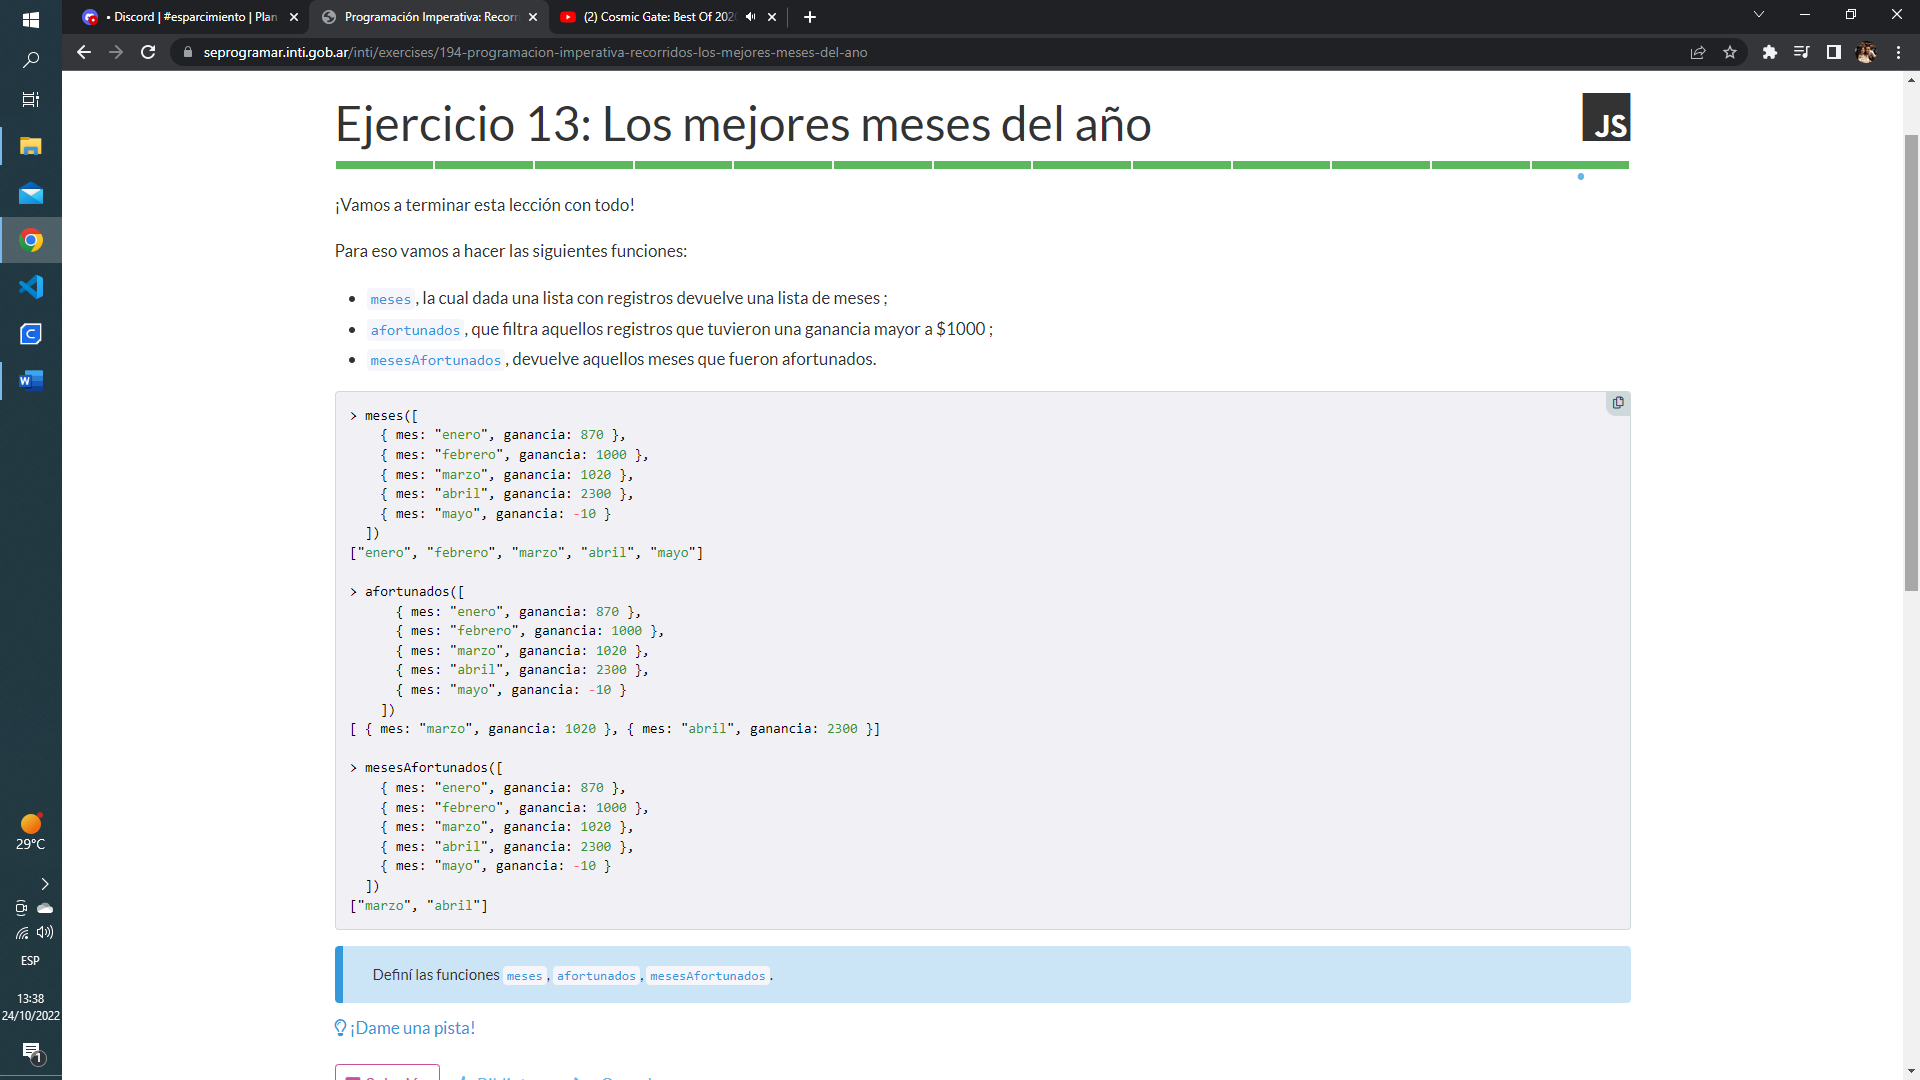 • Discord | #esparcimiento | Plan
Programación Imperativa: Recorr
(2) Cosmic Gate: Best Of 202
seprogramar.inti.gob.ar/inti/exercises/194-programacion-imperativa-recorridos-los-mejores-meses-del-ano
Ejercicio 13: Los mejores meses del año
JS
¡Vamos a terminar esta lección con todo!
Para eso vamos a hacer las siguientes funciones:
• meses, la cual dada una lista con registros devuelve una lista de meses ;
• afortunados, que filtra aquellos registros que tuvieron una ganancia mayor a $1000 ;
• mesesAfortunados, devuelve aquellos meses que fueron afortunados.
> meses([
{ mes: "enero", ganancia: 870 },
{ mes: "febrero", ganancia: 1000 },
{ mes: "marzo", ganancia: 1020 },
{ mes: "abril", ganancia: 2300 },
{ mes: "mayo", ganancia: -10 }
])
["enero", "febrero", "marzo", "abril", "mayo"]
> afortunados([
{ mes: "enero", ganancia: 870 },
{ mes: "febrero", ganancia: 1000 },
{ mes: "marzo", ganancia: 1020 },
{ mes: "abril", ganancia: 2300 },
{ mes: "mayo", ganancia: -10 }
])
[ { mes: "marzo", ganancia: 1020 }, { mes: "abril", ganancia: 2300 }]
> mesesAfortunados([
{ mes: "enero", ganancia: 870 },
{ mes: "febrero", ganancia: 1000 },
{ mes: "marzo", ganancia: 1020 },
{ mes: "abril", ganancia: 2300 },
{ mes: "mayo", ganancia: -10 }
])
["marzo", "abril"]
Definí las funciones meses, afortunados, mesesAfortunados.
¡Dame una pista!
29°C
ESP
13:38
24/10/2022
1